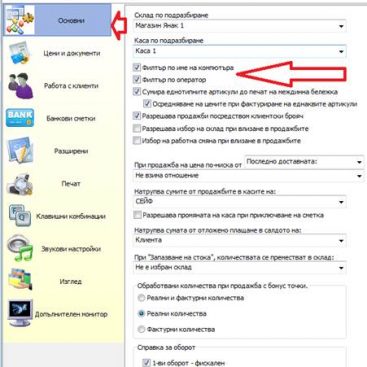 Основни
Цени и документи
Работа с клиенти
BANK
Банкови сметки
Разширени
Печат
Клавишни комбинации
Звукови настройки
Изглед
Допълнителен монитор
Склад по подразбиране
Магазин Янак 1
Каса по подразбиране
Каса 1
Филтър по име на компютъра
Филтър по оператор
Сумира еднотипните артикули до печат на междинна бележка
Осредняване на цените при фактуриране на еднаквите артикули
Разрешава продажби посредством клиентски брояч
Разрешава избор на склад при влизане в продажбите
Избор на работна смяна при влизане в продажбите
При продажба на цена по-ниска от
Последно доставната:
Не взима отношение
Натрупва сумите от продажбите в касите на:
СЕЙФ
Разрешава промяната на каса при приключване на сметка
Натрупва сумата от отложено плащане в салдото на:
Клиента
При "Запазване на стока", количествата се преместват в склад:
Не е избран склад
Обработвани количества при продажба с бонус точки.
Реални и фактурни количества
Реални количества
Фактурни количества
Справка за оборот
1-ви оборот - фискален